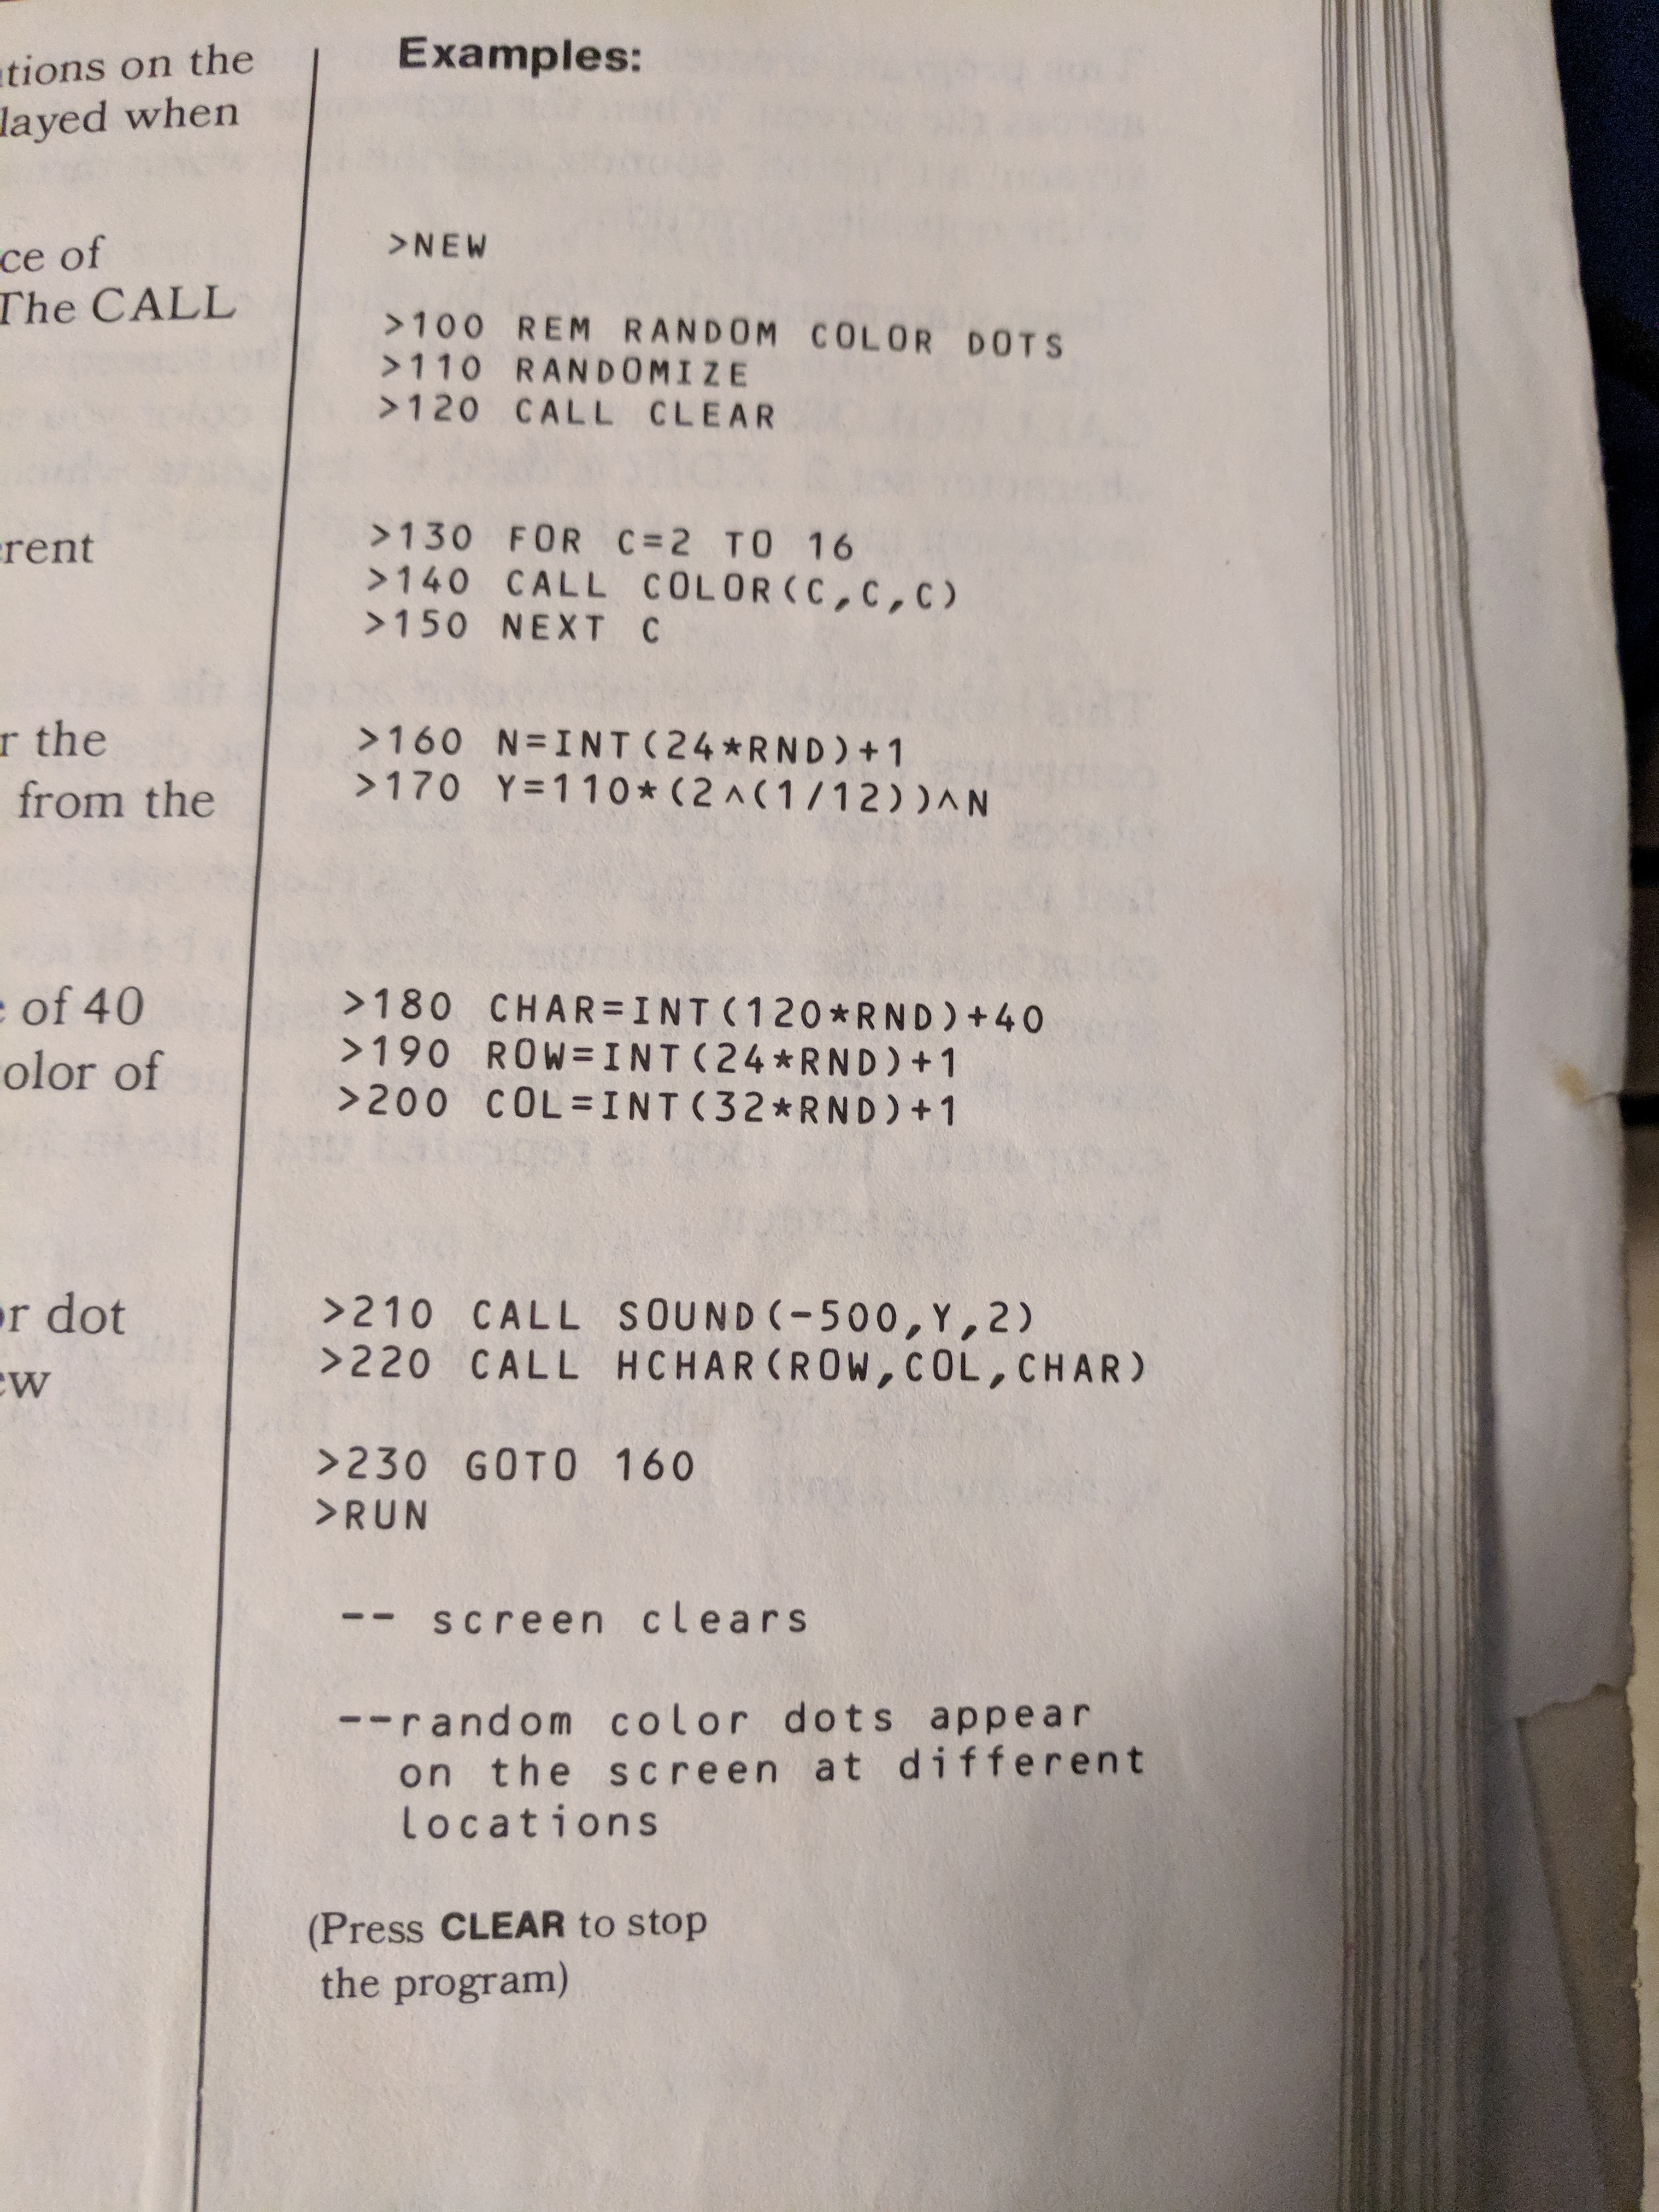 tions on the
layed when
ce of
The CALL
rent
r the
from the
of 40
olor of
or dot
ew
Examples:
>NEW
>100 REM RANDOM COLOR DOTS
>110 RANDOMIZE
>120 CALL CLEAR
>130 FOR C=2 TO 16
>140 CALL COLOR(C,C,C)
>150 NEXT C
>160 N=INT(24*RND)+1
>170 Y=110*(2^(1/12))^N
>180 CHAR=INT(120*RND)+40
>190 ROW=INT(24*RND)+1
>200 COL=INT(32*RND)+1
>210 CALL SOUND(-500,Y,2)
>220 CALL HCHAR(ROW,COL,CHAR)
>230 GOTO 160
>RUN
-- screen clears
--random color dots appear
on the screen at different
locations
(Press CLEAR to stop
the program)